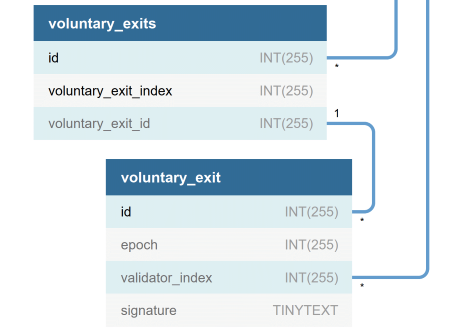 voluntary_exits
id INT(255)
*
voluntary_exit_index INT(255)
1
voluntary_exit_id INT(255)
voluntary_exit
id INT(255)
*
epoch INT(255)
validator_index INT(255)
*
signature TINYTEXT